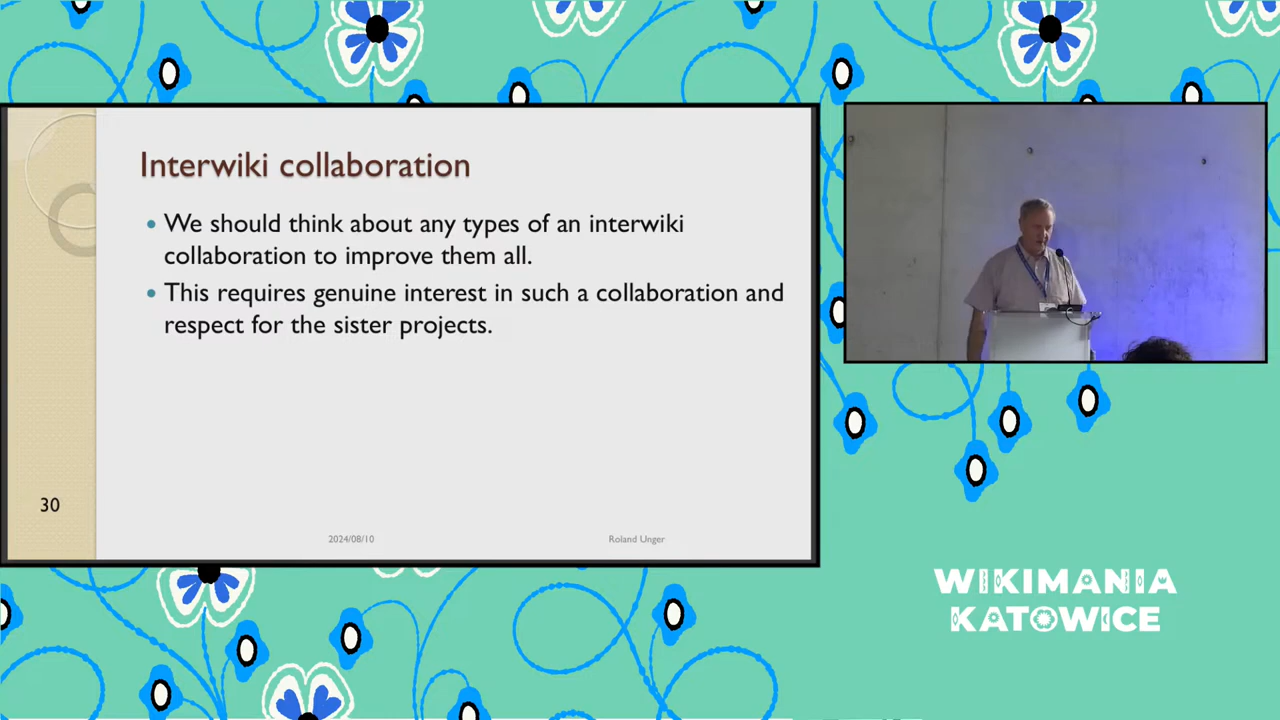 Interwiki collaboration
We should think about any types of an interwiki
collaboration to improve them all.
This requires genuine interest in such a collaboration and
respect for the sister projects.
30
2024/08/10
Roland Unger
WIKIMANIA
KATOWICE